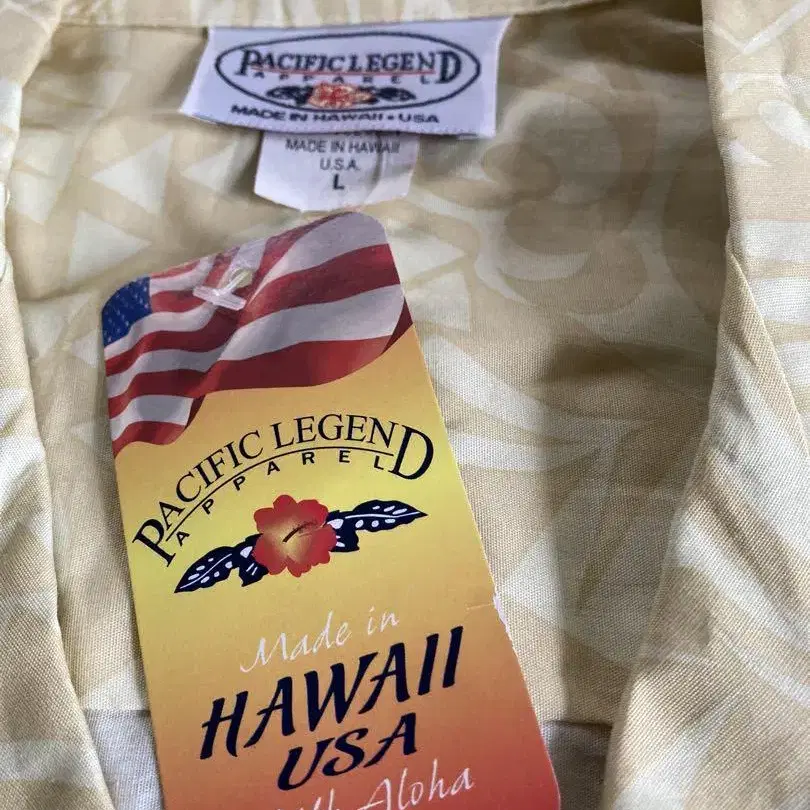 PACIFIC LEGEND
APPAREL
MADE IN HAWAII • USA
MADE IN HAWAII
U.S.A.
L
PACIFIC LEGEND
APPAREL
Made in
HAWAII
USA
Aloha